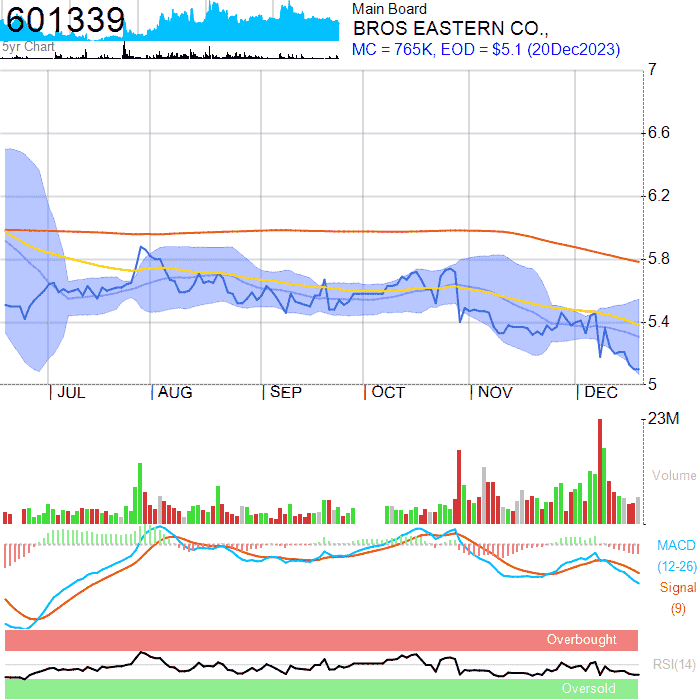 601339
5yr Chart
Main Board
BROS EASTERN CO.,
MC = 765K, EOD = $5.1 (20Dec2023)
7
6.6
6.2
5.8
5.4
5
JUL AUG SEP OCT NOV DEC
23M
Volume
MACD
(12-26)
Signal
(9)
Overbought
RSI(14)
Oversold